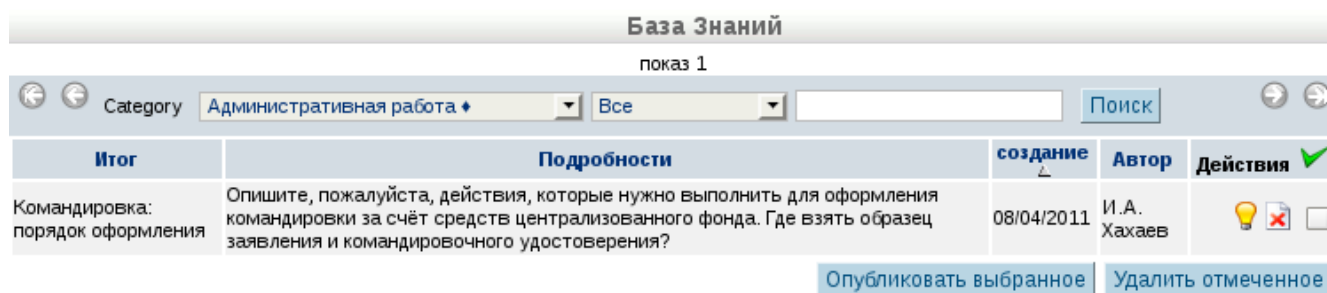 База Знаний
показ 1
Category Административная работа ♦ Все Поиск
Итог Подробности создание Автор Действия
Командировка: порядок оформления
Опишите, пожалуйста, действия, которые нужно выполнить для оформления
командировки за счёт средств централизованного фонда. Где взять образец
заявления и командировочного удостоверения?
08/04/2011
И.А.
Хахаев
Опубликовать выбранное Удалить отмеченное